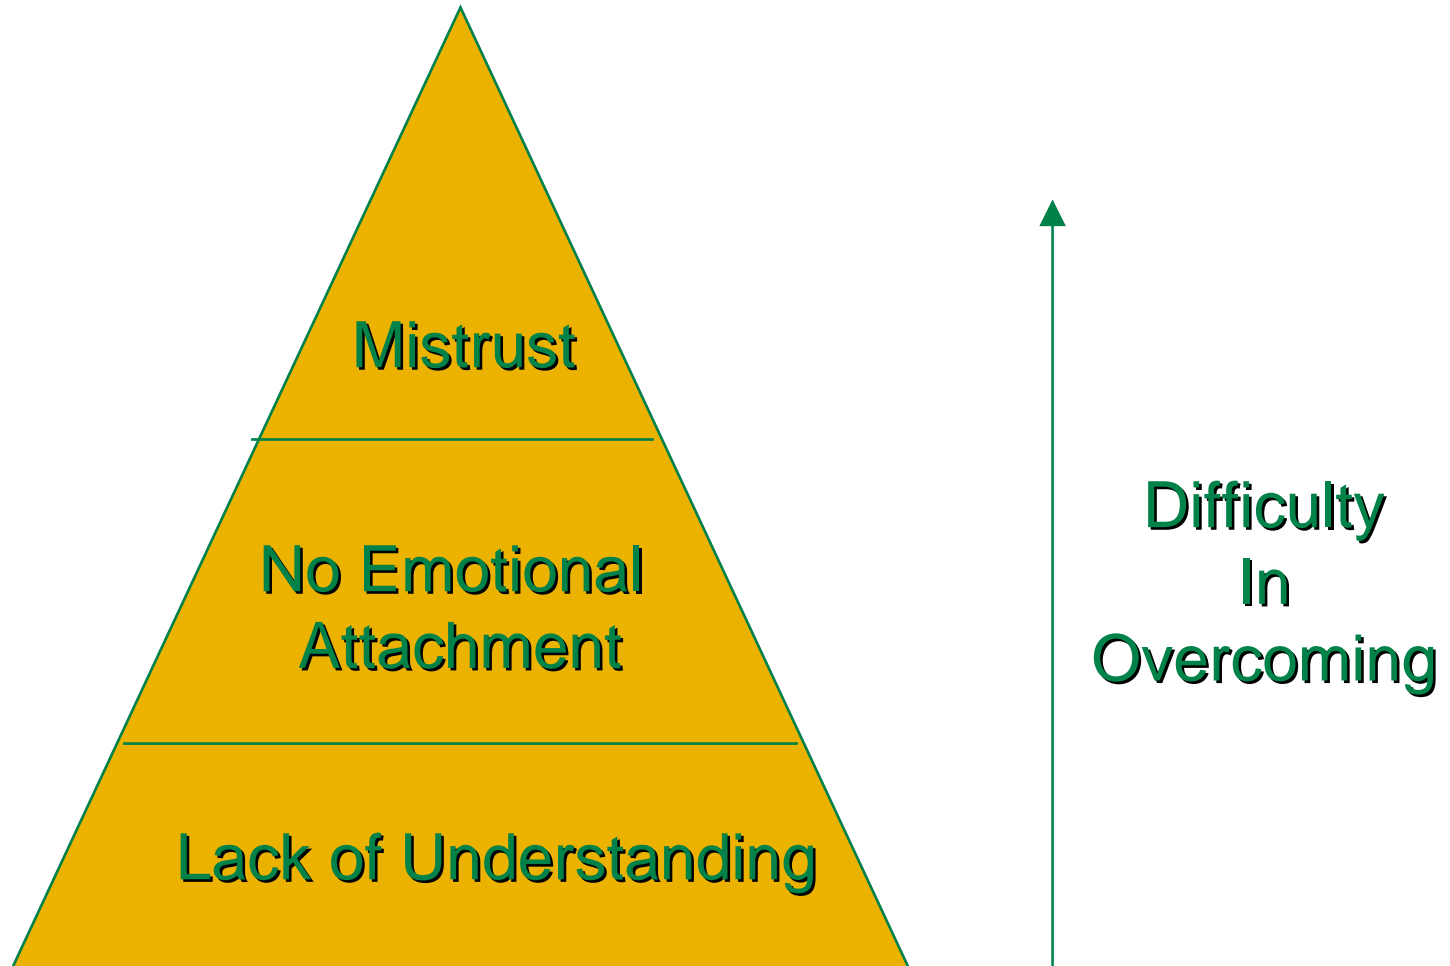 Mistrust
No Emotional
Attachment
Lack of Understanding
Difficulty
In
Overcoming